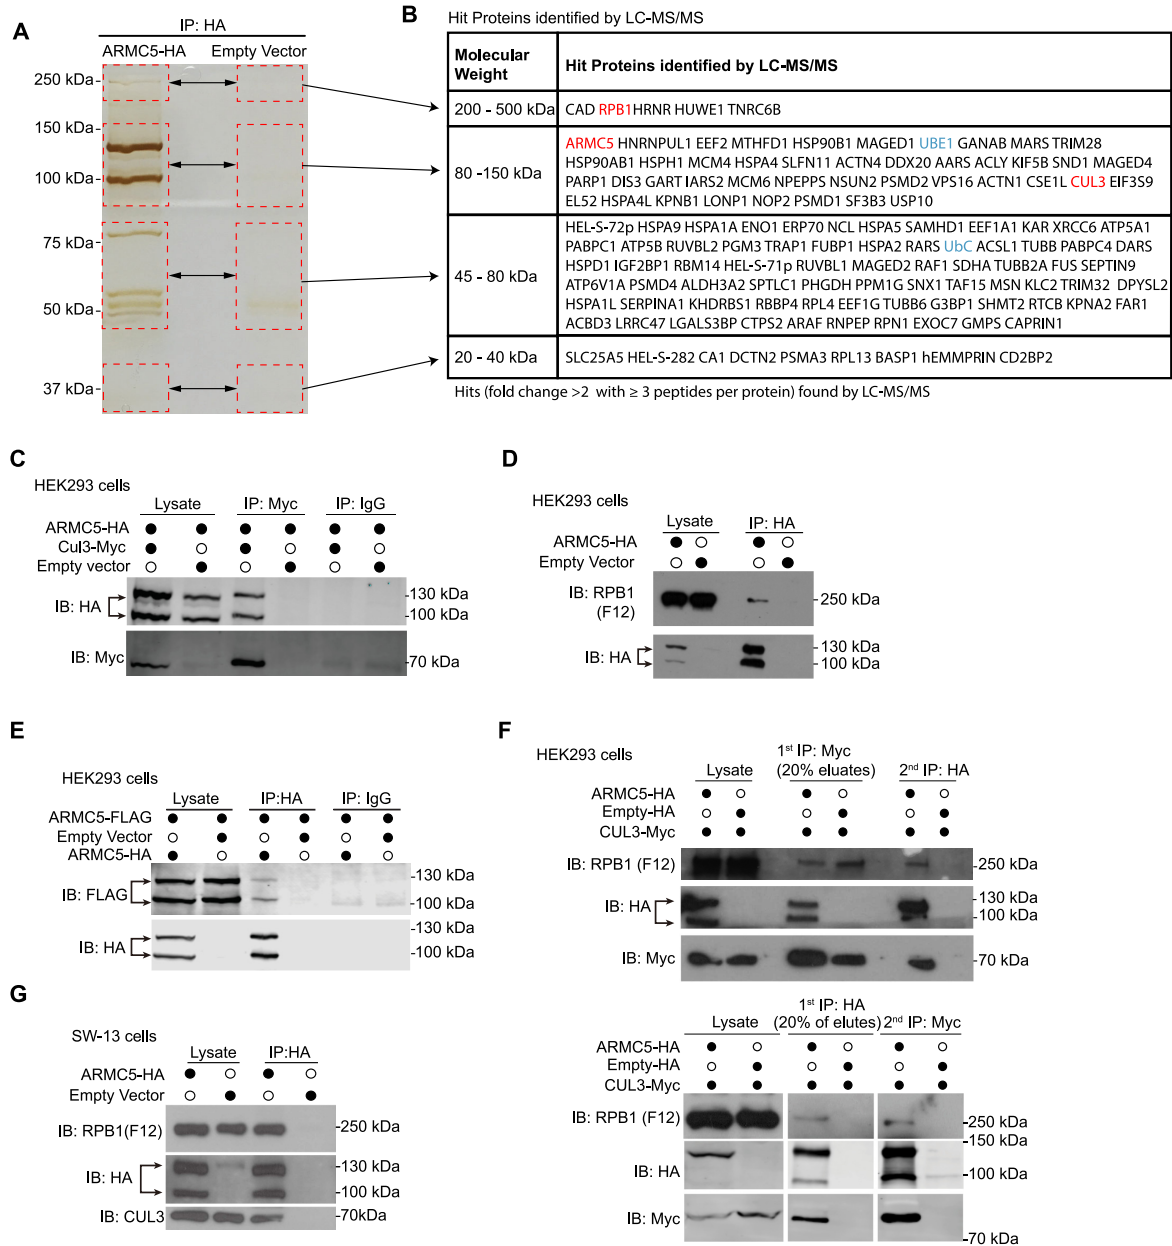 A
IP: HA
ARMC5-HA Empty Vector
250 kDa
150 kDa
100 kDa
75 kDa
50 kDa
37 kDa
B
Hit Proteins identified by LC-MS/MS
Molecular Weight
Hit Proteins identified by LC-MS/MS
200 - 500 kDa
CAD RPB1HRNR HUWE1 TNRC6B
80 -150 kDa
ARMC5 HNRNPUL1 EEF2 MTHFD1 HSP90B1 MAGED1 UBE1 GANAB MARS TRIM28
HSP90AB1 HSPH1 MCM4 HSPA4 SLFN11 ACTN4 DDX20 AARS ACLY KIF5B SND1 MAGED4
PARP1 DIS3 GART IARS2 MCM6 NPEPPS NSUN2 PSMD2 VPS16 ACTN1 CSE1L CUL3 EIF3S9
EL52 HSPA4L KPNB1 LONP1 NOP2 PSMD1 SF3B3 USP10
45 - 80 kDa
HEL-S-72p HSPA9 HSPA1A ENO1 ERP70 NCL HSPA5 SAMHD1 EEF1A1 KAR XRCC6 ATP5A1
PABPC1 ATP5B RUVBL2 PGM3 TRAP1 FUBP1 HSPA2 RARS UbC ACSL1 TUBB PABPC4 DARS
HSPD1 IGF2BP1 RBM14 HEL-S-71p RUVBL1 MAGED2 RAF1 SDHA TUBB2A FUS SEPTIN9
ATP6V1A PSMD4 ALDH3A2 SPTLC1 PHGDH PPM1G SNX1 TAF15 MSN KLC2 TRIM32 DPYSL2
HSPA1L SERPINA1 KHDRBS1 RBBP4 RPL4 EEF1G TUBB6 G3BP1 SHMT2 RTCB KPNA2 FAR1
ACBD3 LRRC47 LGALS3BP CTPS2 ARAF RNPEP RPN1 EXOC7 GMPS CAPRIN1
20 - 40 kDa
SLC25A5 HEL-S-282 CA1 DCTN2 PSMA3 RPL13 BASP1 hEMMPRIN CD2BP2
Hits (fold change >2 with ≥ 3 peptides per protein) found by LC-MS/MS
C
HEK293 cells
Lysate IP: Myc IP: IgG
ARMC5-HA
Cul3-Myc
Empty vector
IB: HA
130 kDa
100 kDa
IB: Myc
70 kDa
D
HEK293 cells
Lysate IP: HA
ARMC5-HA
Empty Vector
IB: RPB1
(F12)
250 kDa
IB: HA
130 kDa
100 kDa
E
HEK293 cells
Lysate IP:HA IP: IgG
ARMC5-FLAG
Empty Vector
ARMC5-HA
IB: FLAG
130 kDa
100 kDa
IB: HA
130 kDa
100 kDa
F
HEK293 cells
Lysate
1st IP: Myc
(20% eluates)
2nd IP: HA
ARMC5-HA
Empty-HA
CUL3-Myc
IB: RPB1 (F12)
250 kDa
IB: HA
130 kDa
100 kDa
IB: Myc
70 kDa
Lysate
1st IP: HA
(20% of elutes)
2nd IP: Myc
ARMC5-HA
Empty-HA
CUL3-Myc
IB: RPB1 (F12)
250 kDa
150 kDa
IB: HA
100 kDa
IB: Myc
70 kDa
G
SW-13 cells
Lysate IP:HA
ARMC5-HA
Empty Vector
IB: RPB1(F12)
250 kDa
IB: HA
130 kDa
100 kDa
IB: CUL3
70kDa